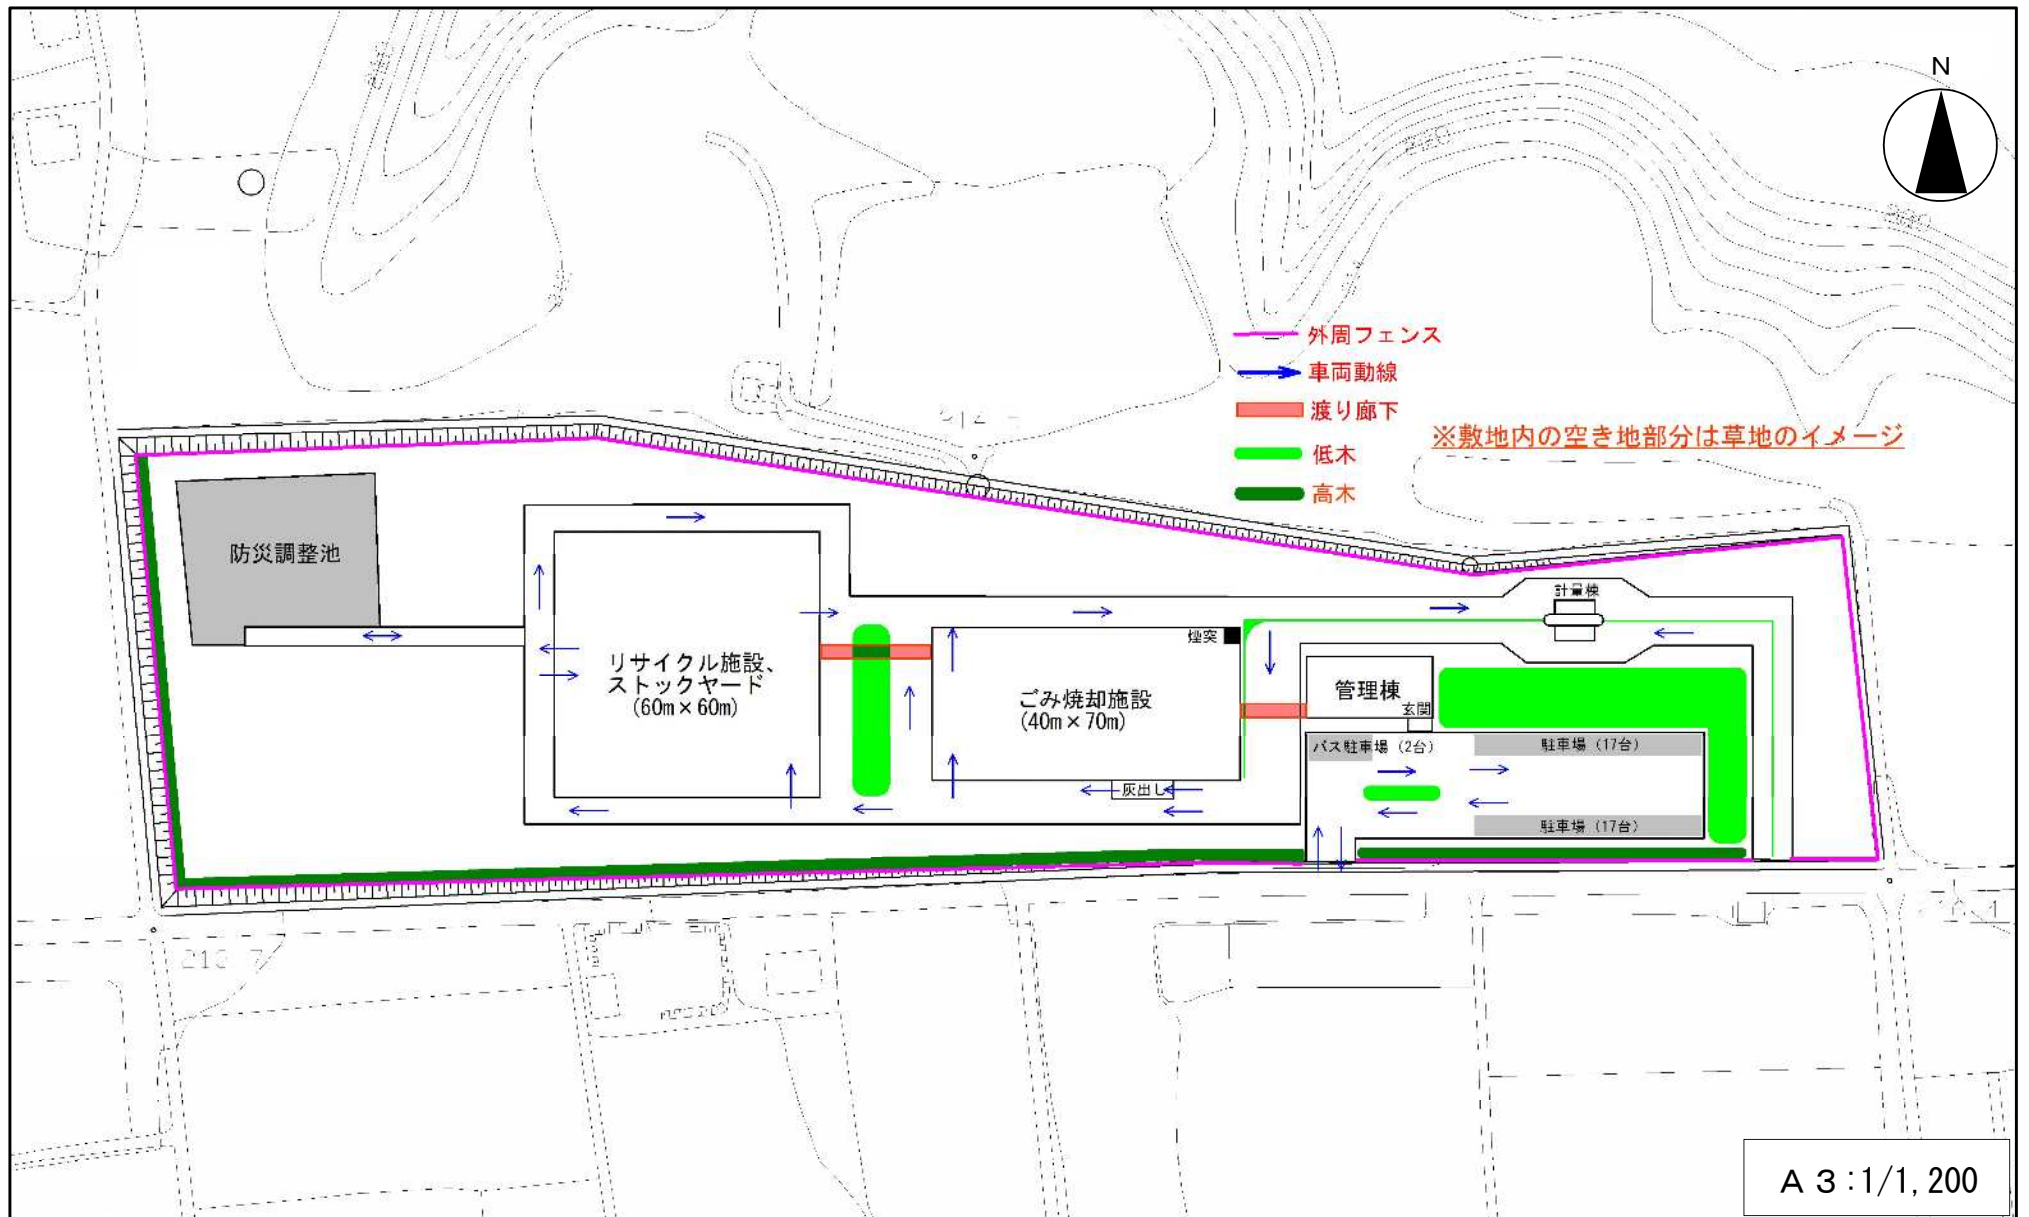 N
外周フェンス
車両動線
渡り廊下
※敷地内の空き地部分は草地のイメージ
低木
高木
防災調整池
計量棟
煙突
リサイクル施設、
ストックヤード
(60m×60m)
ごみ焼却施設
(40m×70m)
管理棟
玄関
バス駐車場(2台)
駐車場(17台)
灰出し
駐車場(17台)
A3:1/1,200